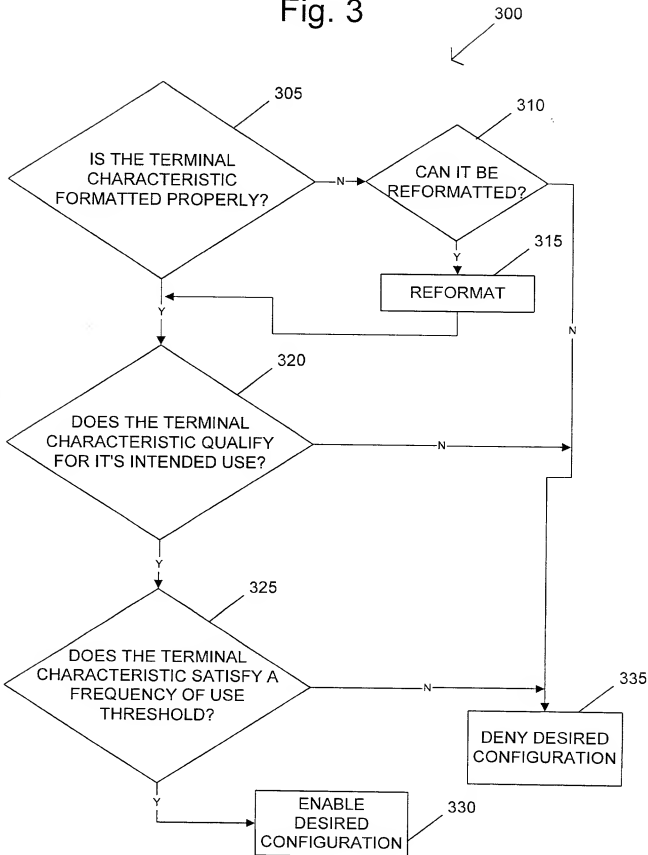 Fig. 3
300
305
310
IS THE TERMINAL
CHARACTERISTIC
FORMATTED PROPERLY?
N
CAN IT BE
REFORMATTED?
Y
315
REFORMAT
Y
N
320
DOES THE TERMINAL
CHARACTERISTIC QUALIFY
FOR IT'S INTENDED USE?
N
Y
325
DOES THE TERMINAL
CHARACTERISTIC SATISFY A
FREQUENCY OF USE
THRESHOLD?
N
335
DENY DESIRED
CONFIGURATION
Y
ENABLE
DESIRED
CONFIGURATION
330